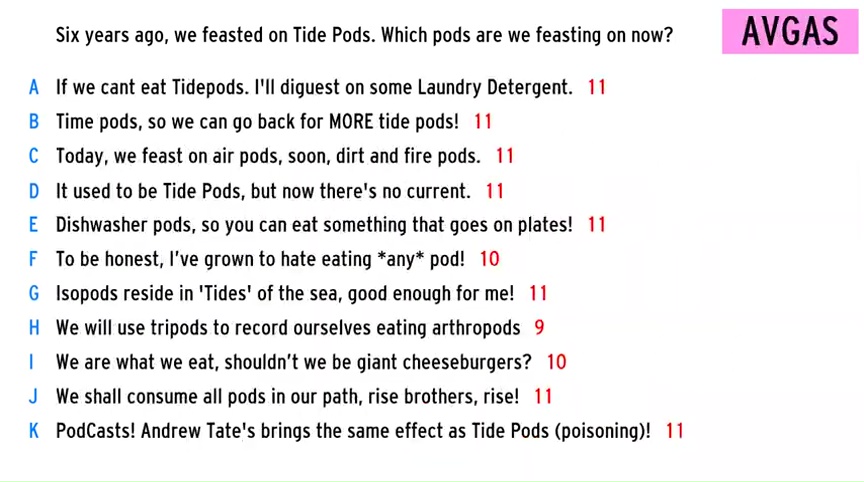 Six years ago, we feasted on Tide Pods. Which pods are we feasting on now?
AVGAS
A If we cant eat Tidepods. I'll diguest on some Laundry Detergent. 11
B Time pods, so we can go back for MORE tide pods! 11
C Today, we feast on air pods, soon, dirt and fire pods. 11
D It used to be Tide Pods, but now there's no current. 11
E Dishwasher pods, so you can eat something that goes on plates! 11
F To be honest, I've grown to hate eating *any* pod! 10
G Isopods reside in 'Tides' of the sea, good enough for me! 11
H We will use tripods to record ourselves eating arthropods 9
I We are what we eat, shouldn't we be giant cheeseburgers? 10
J We shall consume all pods in our path, rise brothers, rise! 11
K PodCasts! Andrew Tate's brings the same effect as Tide Pods (poisoning)! 11